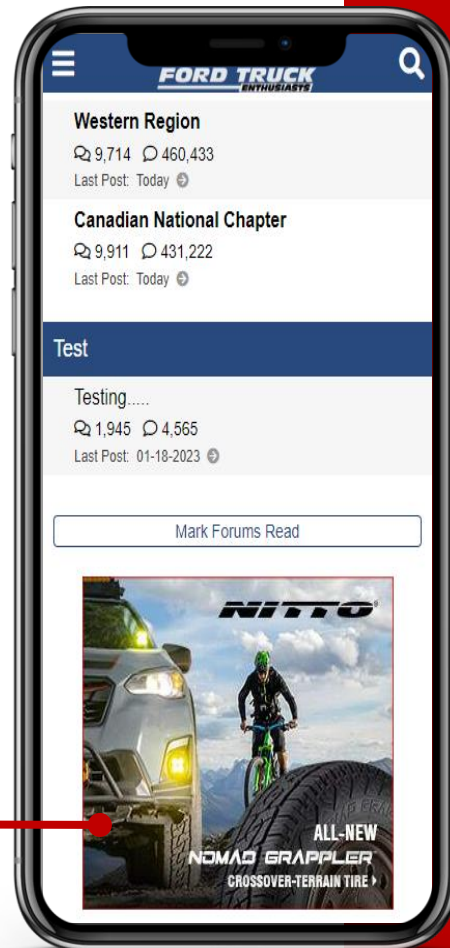 FORD TRUCK
ENTHUSIASTS
Western Region
9,714 460,433
Last Post: Today
Canadian National Chapter
9,911 431,222
Last Post: Today
Test
Testing.....
1,945 4,565
Last Post: 01-18-2023
Mark Forums Read
NITTO®
ALL-NEW
NOMAD GRAPPLER
CROSSOVER-TERRAIN TIRE